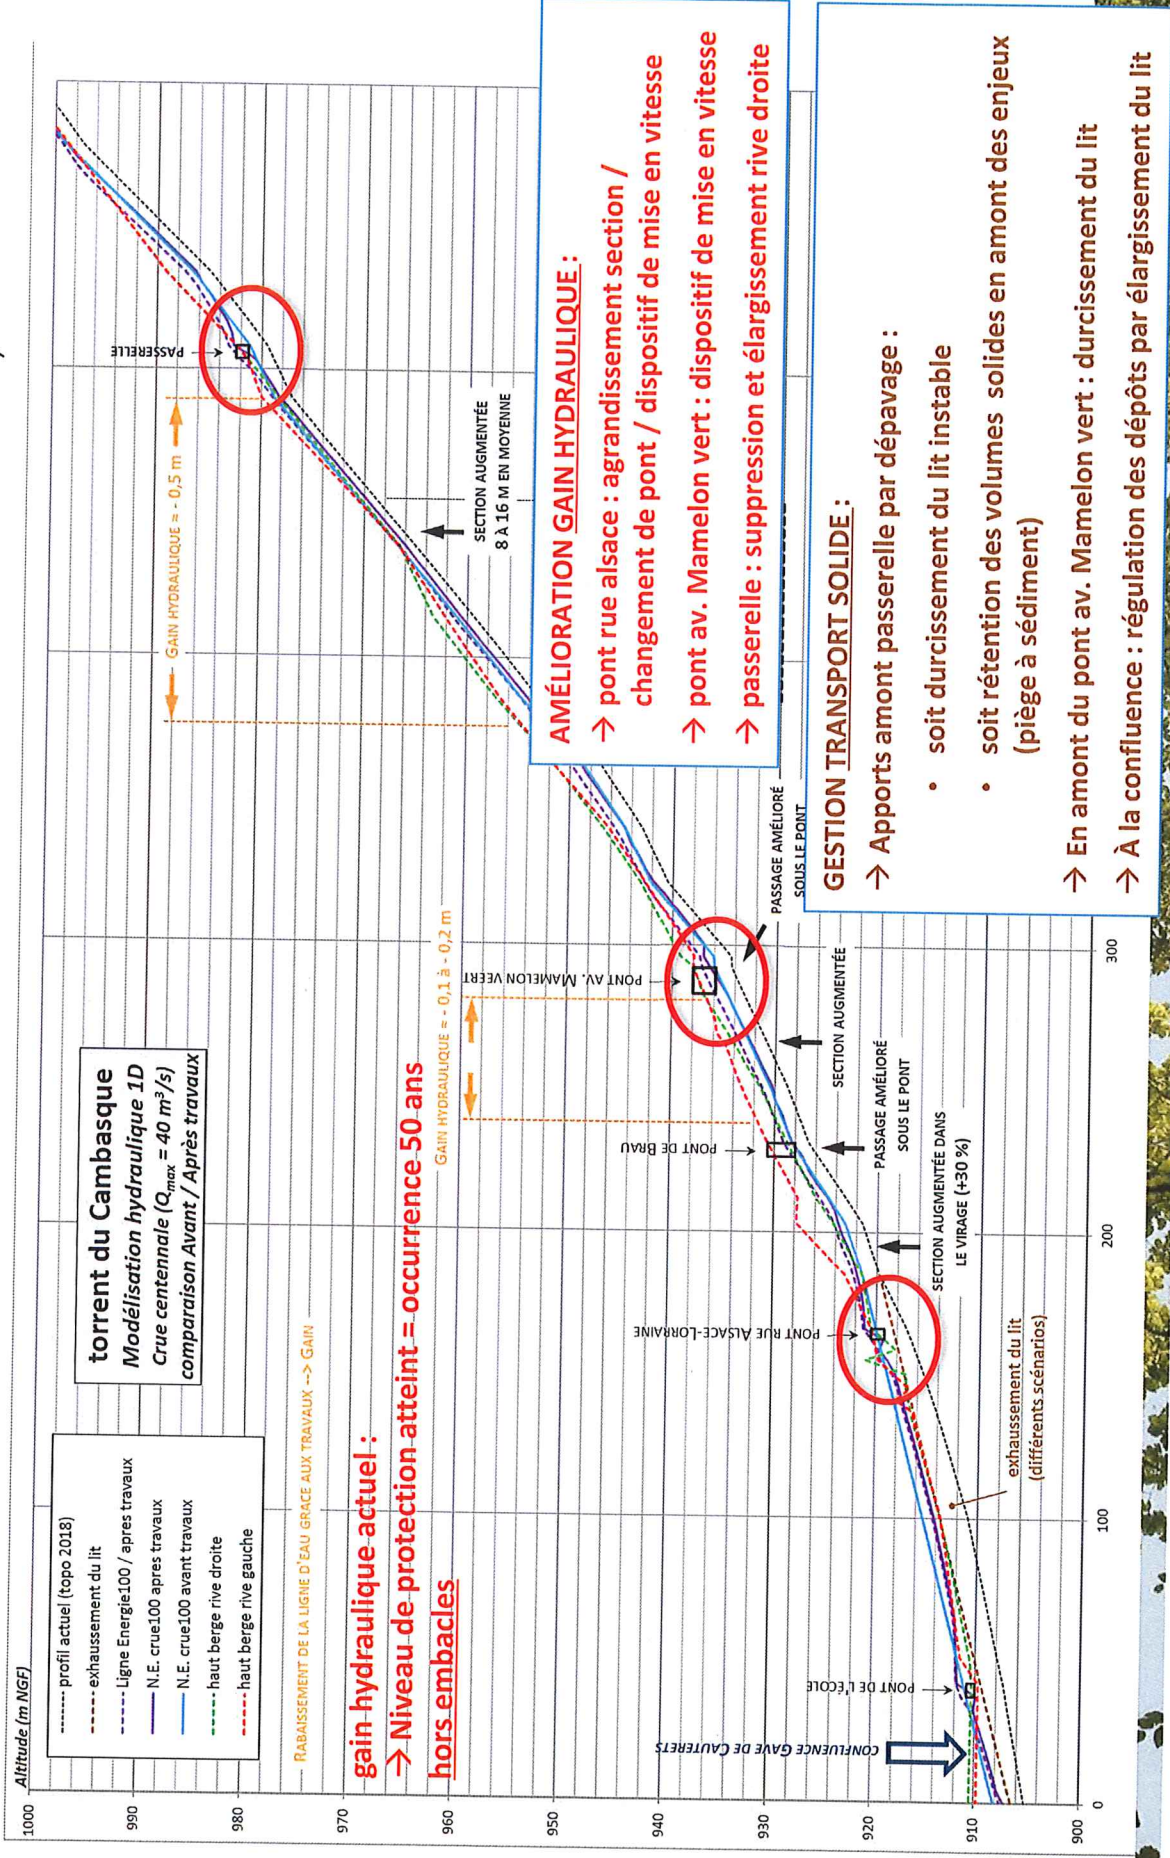 Altitude (m NGF)
1000
990
980
970
960
950
940
930
920
910
900
0
100
200
300
profil actuel (topo 2018)
exhaussement du lit
Ligne Energie100 / apres travaux
N.E. crue100 apres travaux
N.E. crue100 avant travaux
haut berge rive droite
haut berge rive gauche
torrent du Cambasque
Modélisation hydraulique 1D
Crue centennale (Qmax = 40 m³/s)
comparaison Avant / Après travaux
RABAISSEMENT DE LA LIGNE D'EAU GRACE AUX TRAVAUX --> GAIN
gain hydraulique actuel :
→ Niveau de protection atteint = occurrence 50 ans
hors embacles
GAIN HYDRAULIQUE = - 0,1 à - 0,2 m
GAIN HYDRAULIQUE = - 0,5 m
CONFLUENCE GAVE DE CAUTERETS
PONT DE L'ÉCOLE
PONT RUE ALSACE-LORRAINE
PONT DE BRAU
PONT AV. MAMELON VEERT
PASSERELLE
exhaussement du lit
(différents scénarios)
SECTION AUGMENTÉE DANS
LE VIRAGE (+30 %)
PASSAGE AMÉLIORÉ
SOUS LE PONT
SECTION AUGMENTÉE
PASSAGE AMÉLIORÉ
SOUS LE PONT
SECTION AUGMENTÉE
8 À 16 M EN MOYENNE
AMÉLIORATION GAIN HYDRAULIQUE :
→ pont rue alsace : agrandissement section /
changement de pont / dispositif de mise en vitesse
→ pont av. Mamelon vert : dispositif de mise en vitesse
→ passerelle : suppression et élargissement rive droite
GESTION TRANSPORT SOLIDE :
→ Apports amont passerelle par dépavage :
• soit durcissement du lit instable
• soit rétention des volumes solides en amont des enjeux
(piège à sédiment)
→ En amont du pont av. Mamelon vert : durcissement du lit
→ À la confluence : régulation des dépôts par élargissement du lit